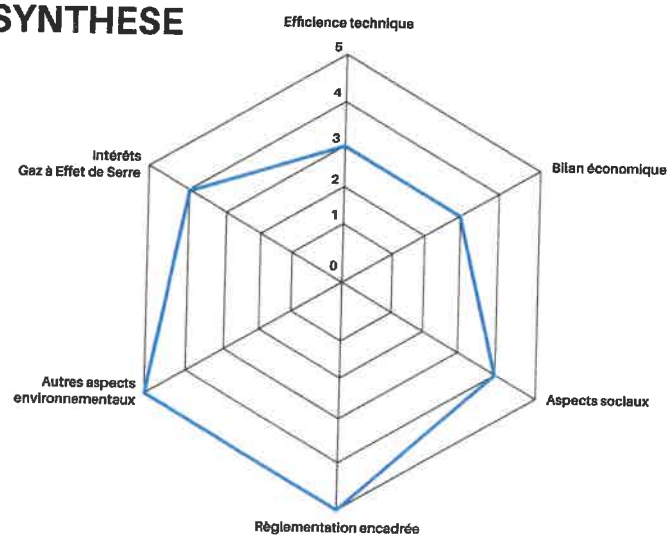 SYNTHESE
Efficience technique
5
4
3
2
1
0
Intérêts
Gaz à Effet de Serre
Bilan économique
Autres aspects
environnementaux
Aspects sociaux
Règlementation encadrée